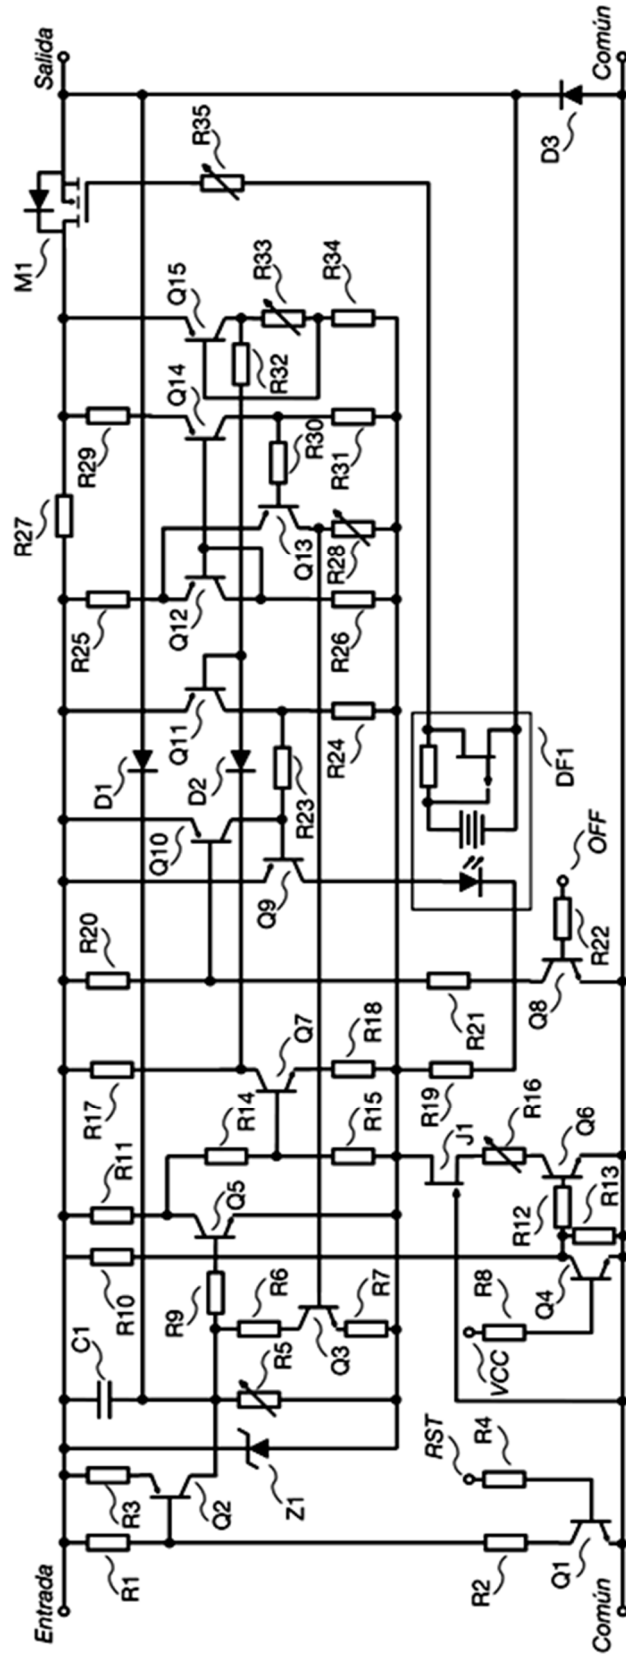 Entrada
R1
R3
Q2
Z1
C1
R5
R6
Q3
R7
R9
R10
R11
Q5
R14
R15
R17
Q7
R18
R19
R20
R21
Q8
R22
OFF
Q9
Q10
R23
D1
D2
Q11
R24
DF1
R25
Q12
R26
R27
Q13
R28
R29
Q14
R30
R31
Q15
R32
R33
R34
M1
R35
Salida
D3
Común
Común
R2
Q1
RST
R4
VCC
R8
Q4
R12
R13
J1
R16
Q6